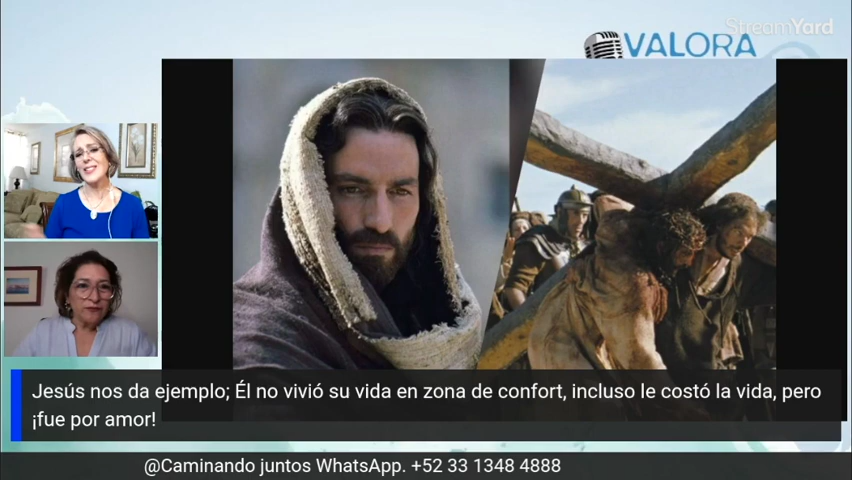 StreamYard
VALORA
Jesús nos da ejemplo; Él no vivió su vida en zona de confort, incluso le costó la vida, pero
¡fue por amor!
@Caminando juntos WhatsApp. +52 33 1348 4888